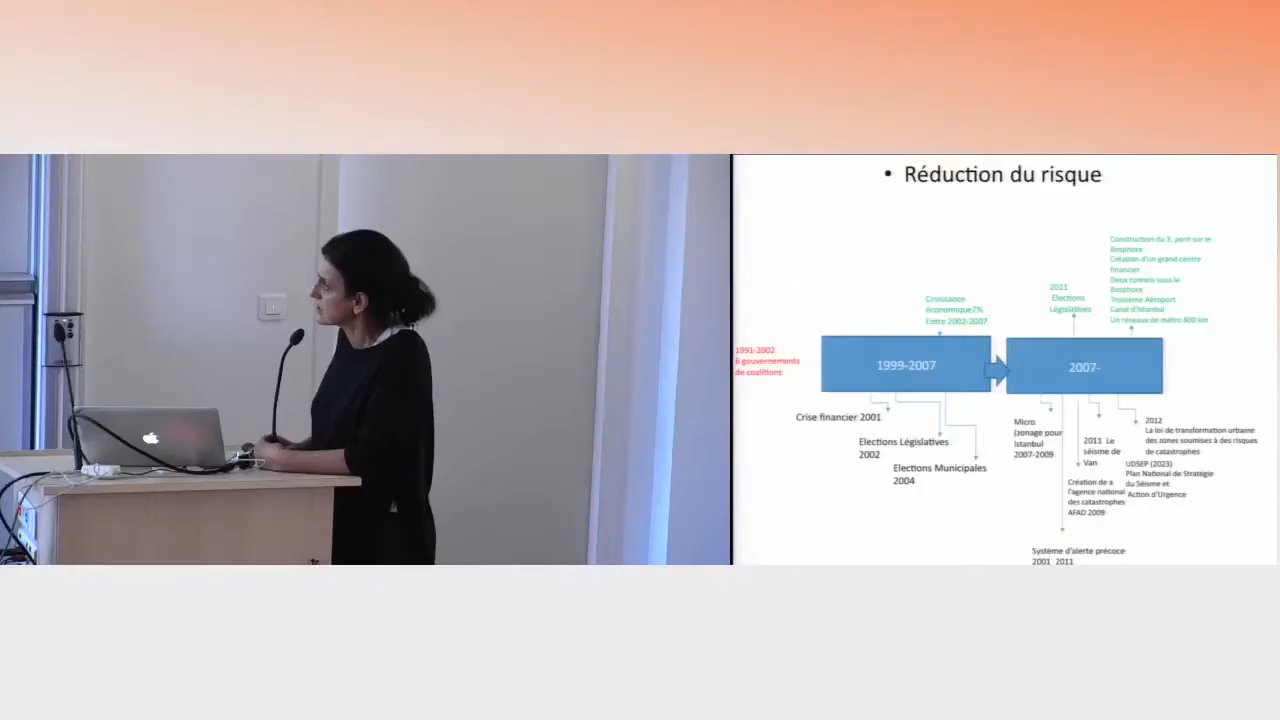 • Réduction du risque
Construction du 3. pont sur le
Bosphore
Création d'un grand centre
financier
Deux tunnels sous le
Bosphore
Troisième Aéroport
Canal d'Istanbul
Un réseaux de métro 800 km
2011
Elections
Législatives
Croissance
économique7%
Entre 2002-2007
1991-2002
6 gouvernements
de coalitions
1999-2007
2007-
Crise financier 2001
Elections Législatives
2002
Elections Municipales
2004
Micro
(zonage pour
Istanbul
2007-2009
2011 Le
séisme de
Van
2012
La loi de transformation urbaine
des zones soumises à des risques
de catastrophes
UDSEP (2023)
Plan National de Stratégie
du Séisme et
Action d'Urgence
Création de a
l'agence national
des catastrophes
AFAD 2009
Système d'alerte précoce
2001 2011